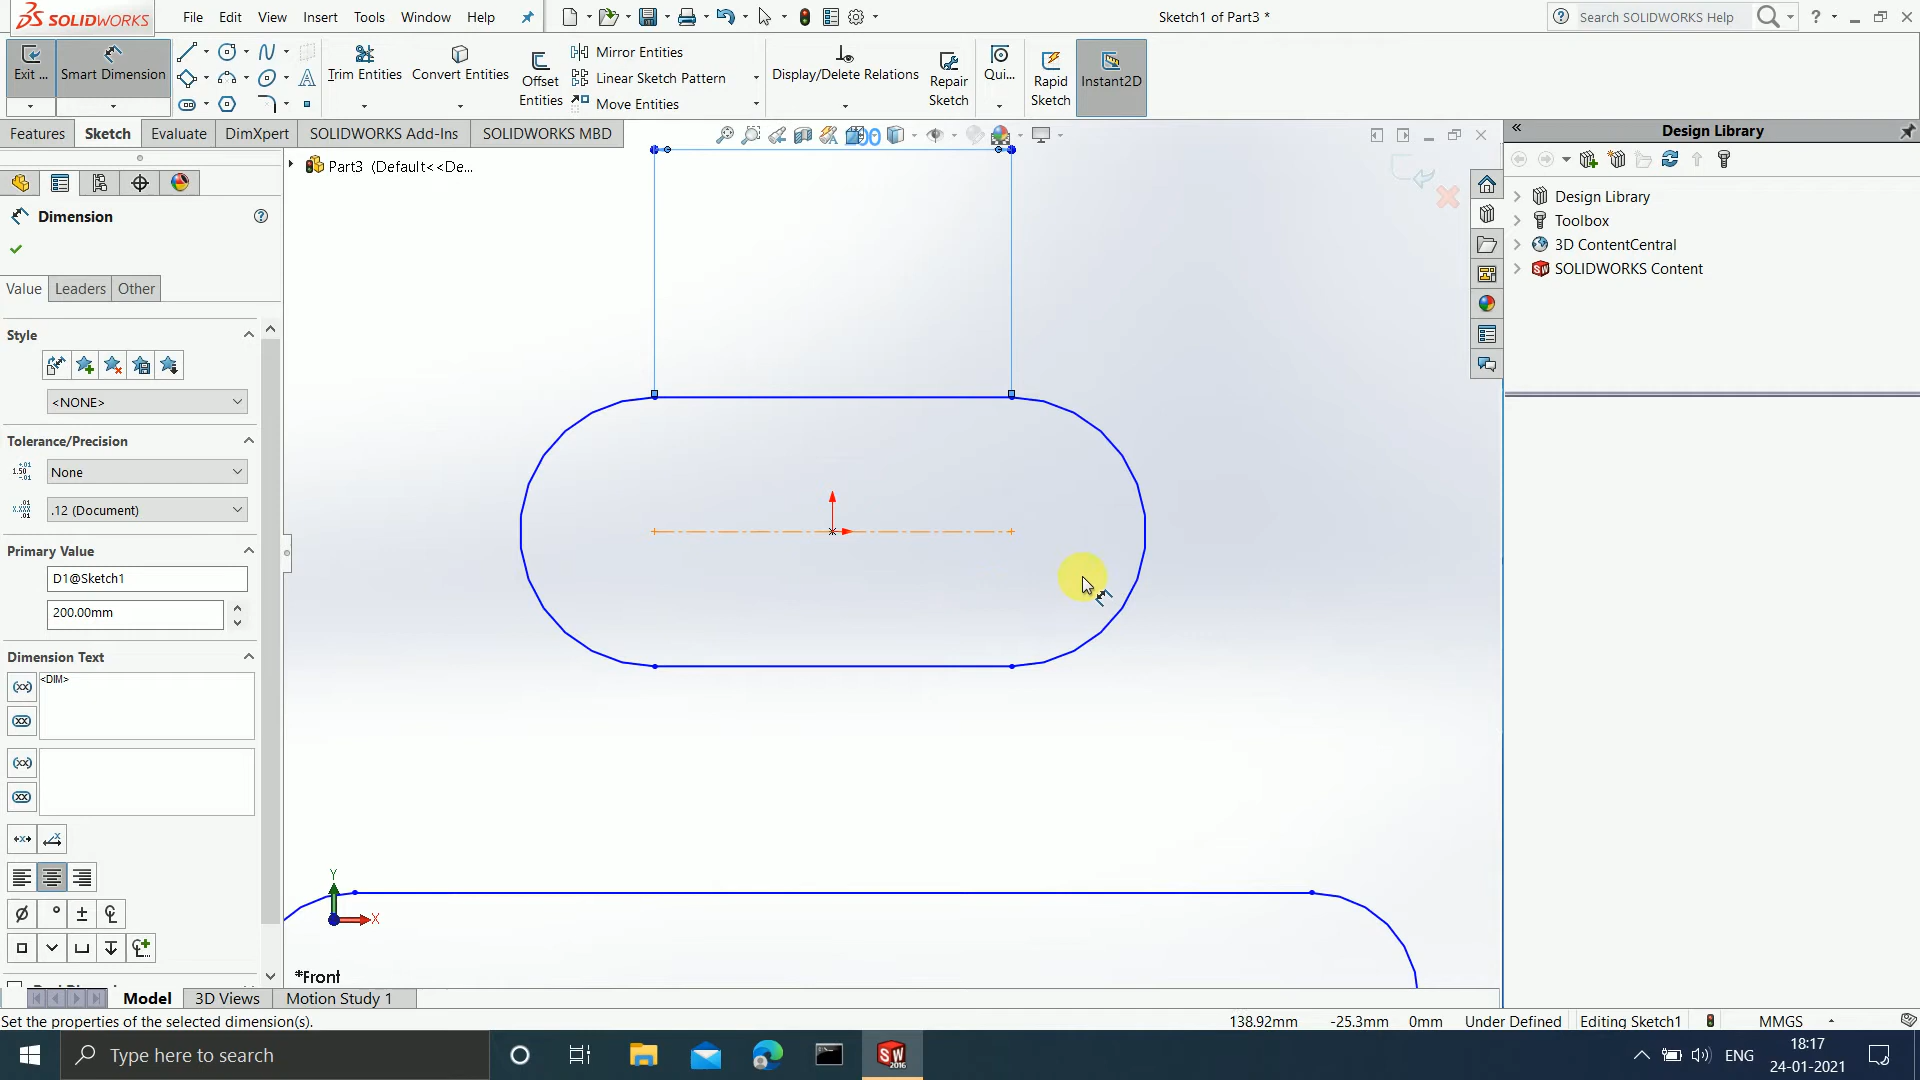 SOLIDWORKS
File Edit View Insert Tools Window Help
Sketch1 of Part3 *
Search SOLIDWORKS Help
Exit ...
Smart Dimension
Trim Entities
Convert Entities
Offset Entities
Mirror Entities
Linear Sketch Pattern
Move Entities
Display/Delete Relations
Repair Sketch
Qui...
Rapid Sketch
Instant2D
Features Sketch Evaluate DimXpert SOLIDWORKS Add-Ins SOLIDWORKS MBD
Part3 (Default<<De...
Design Library
Design Library
Toolbox
3D ContentCentral
SOLIDWORKS Content
Dimension
Value Leaders Other
Style
<NONE>
Tolerance/Precision
None
.12 (Document)
Primary Value
D1@Sketch1
200.00mm
Dimension Text
<DIM>
Y
X
*Front
Model 3D Views Motion Study 1
Set the properties of the selected dimension(s).
138.92mm -25.3mm 0mm Under Defined Editing Sketch1 MMGS
Type here to search
SW 2016
ENG
18:17
24-01-2021